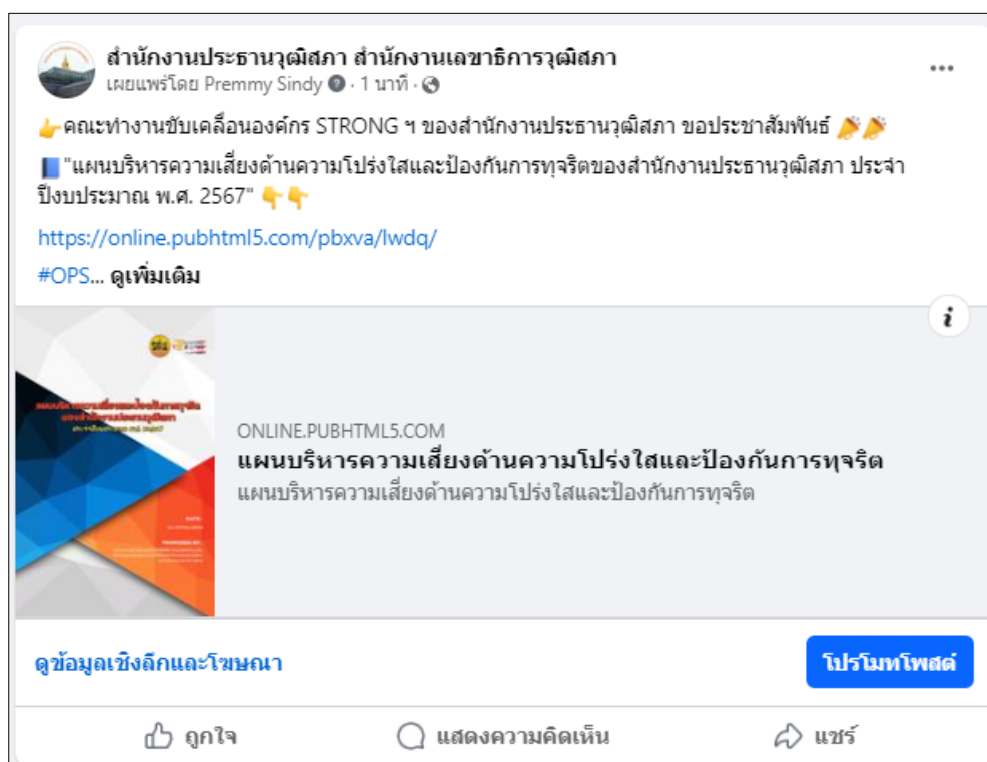 สำนักงานประธานวุฒิสภา สำนักงานเลขาธิการวุฒิสภา
เผยแพร่โดย Premmy Sindy · 1 นาที ·
👉คณะทำงานขับเคลื่อนองค์กร STRONG ฯ ของสำนักงานประธานวุฒิสภา ขอประชาสัมพันธ์ 🎉🎉
📘"แผนบริหารความเสี่ยงด้านความโปร่งใสและป้องกันการทุจริตของสำนักงานประธานวุฒิสภา ประจำ
ปีงบประมาณ พ.ศ. 2567" 👇👇
https://online.pubhtml5.com/pbxva/lwdq/
#OPS... ดูเพิ่มเติม
ONLINE.PUBHTML5.COM
แผนบริหารความเสี่ยงด้านความโปร่งใสและป้องกันการทุจริต
แผนบริหารความเสี่ยงด้านความโปร่งใสและป้องกันการทุจริต
ดูข้อมูลเชิงลึกและโฆษณา
โปรโมทโพสต์
ถูกใจ
แสดงความคิดเห็น
แชร์